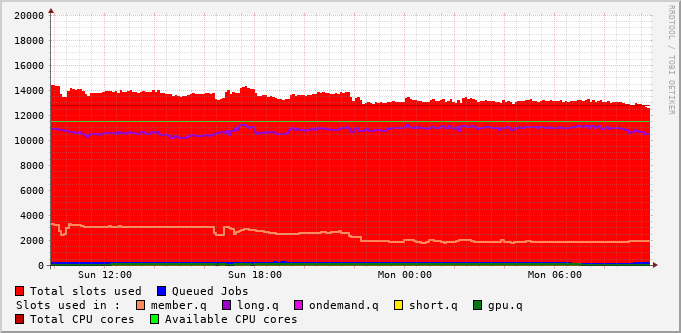 20000
18000
16000
14000
12000
10000
8000
6000
4000
2000
0
Sun 12:00 Sun 18:00 Mon 00:00 Mon 06:00
Total slots used Queued Jobs
Slots used in : member.q long.q ondemand.q short.q gpu.q
Total CPU cores Available CPU cores
RRDTOOL / TOBI OETIKER